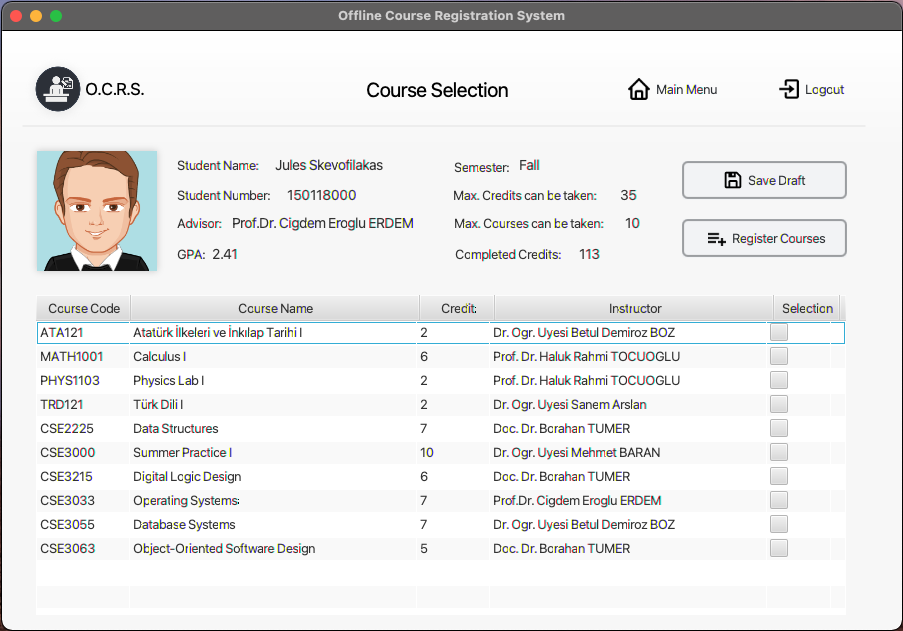 Offline Course Registration System
O.C.R.S. Course Selection Main Menu Logout
Student Name: Jules Skevofilakas Semester: Fall
Student Number: 150118000 Max. Credits can be taken: 35 Save Draft
Advisor: Prof.Dr. Cigdem Eroglu ERDEM Max. Courses can be taken: 10
GPA: 2.41 Completed Credits: 113 Register Courses
Course Code Course Name Credit: Instructor Selection
ATA121 Atatürk İlkeleri ve İnkılap Tarihi I 2 Dr. Ogr. Uyesi Betul Demiroz BOZ
MATH1001 Calculus I 6 Prof. Dr. Haluk Rahmi TOCUOGLU
PHYS1103 Physics Lab I 2 Prof. Dr. Haluk Rahmi TOCUOGLU
TRD121 Türk Dili I 2 Dr. Ogr. Uyesi Sanem Arslan
CSE2225 Data Structures 7 Doc. Dr. Borahan TUMER
CSE3000 Summer Practice I 10 Dr. Ogr. Uyesi Mehmet BARAN
CSE3215 Digital Logic Design 6 Doc. Dr. Borahan TUMER
CSE3033 Operating Systems 7 Prof.Dr. Cigdem Eroglu ERDEM
CSE3055 Database Systems 7 Dr. Ogr. Uyesi Betul Demiroz BOZ
CSE3063 Object-Oriented Software Design 5 Doc. Dr. Borahan TUMER